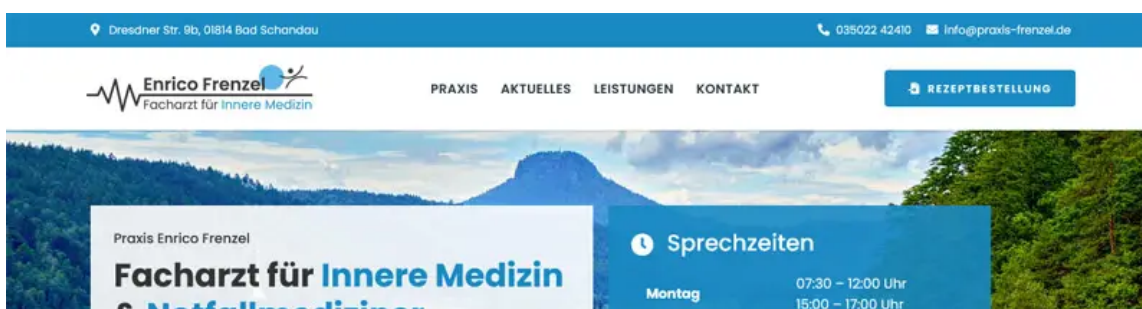 Dresdner Str. 9b, 01814 Bad Schandau
035022 42410 info@praxis-frenzel.de
Enrico Frenzel
Facharzt für Innere Medizin
PRAXIS AKTUELLES LEISTUNGEN KONTAKT
REZEPTBESTELLUNG
Praxis Enrico Frenzel
Facharzt für Innere Medizin
& Notfallmediziner
Sprechzeiten
Montag
07:30 – 12:00 Uhr
15:00 – 17:00 Uhr